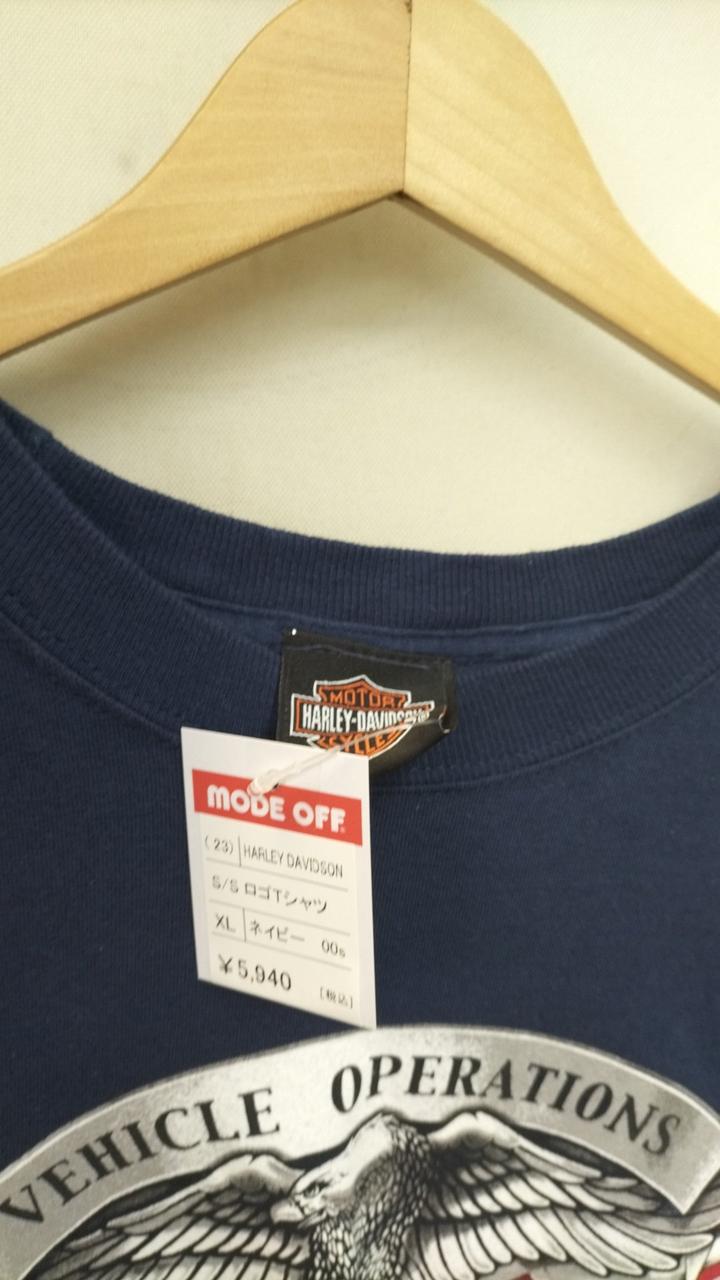 MOTOR
HARLEY-DAVIDSON
CYCLES
MODE OFF
(23) HARLEY DAVIDSON
S/S ロゴTシャツ
XL ネイビー 00s
¥5,940 [税込]
VEHICLE OPERATIONS